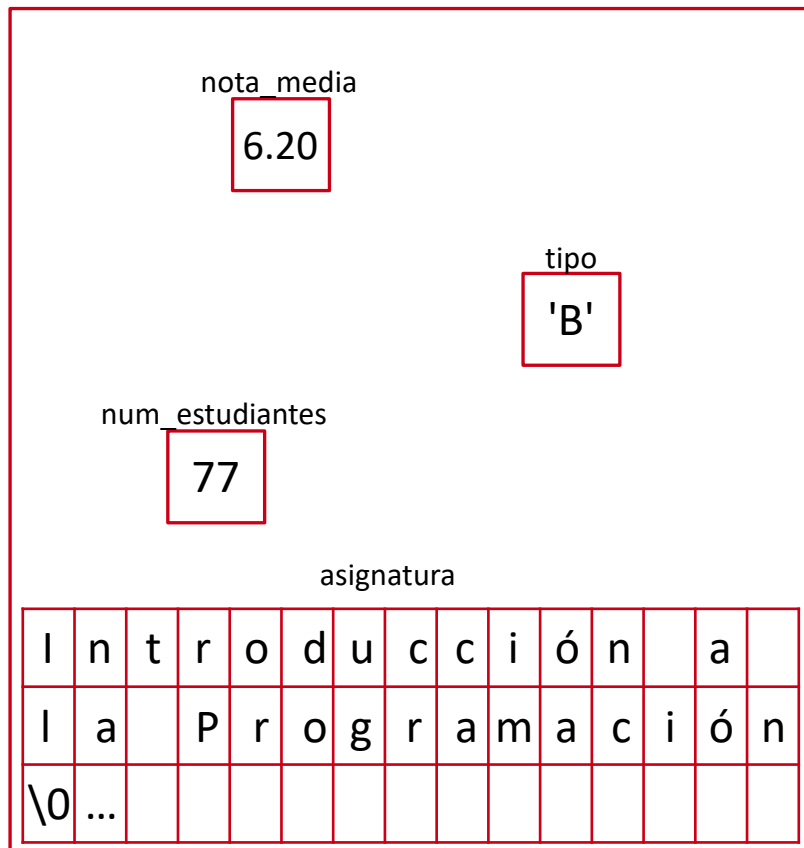 nota_media
6.20
tipo
'B'
num_estudiantes
77
asignatura
I n t r o d u c c i ó n   a
l a   P r o g r a m a c i ó n
\0 ...